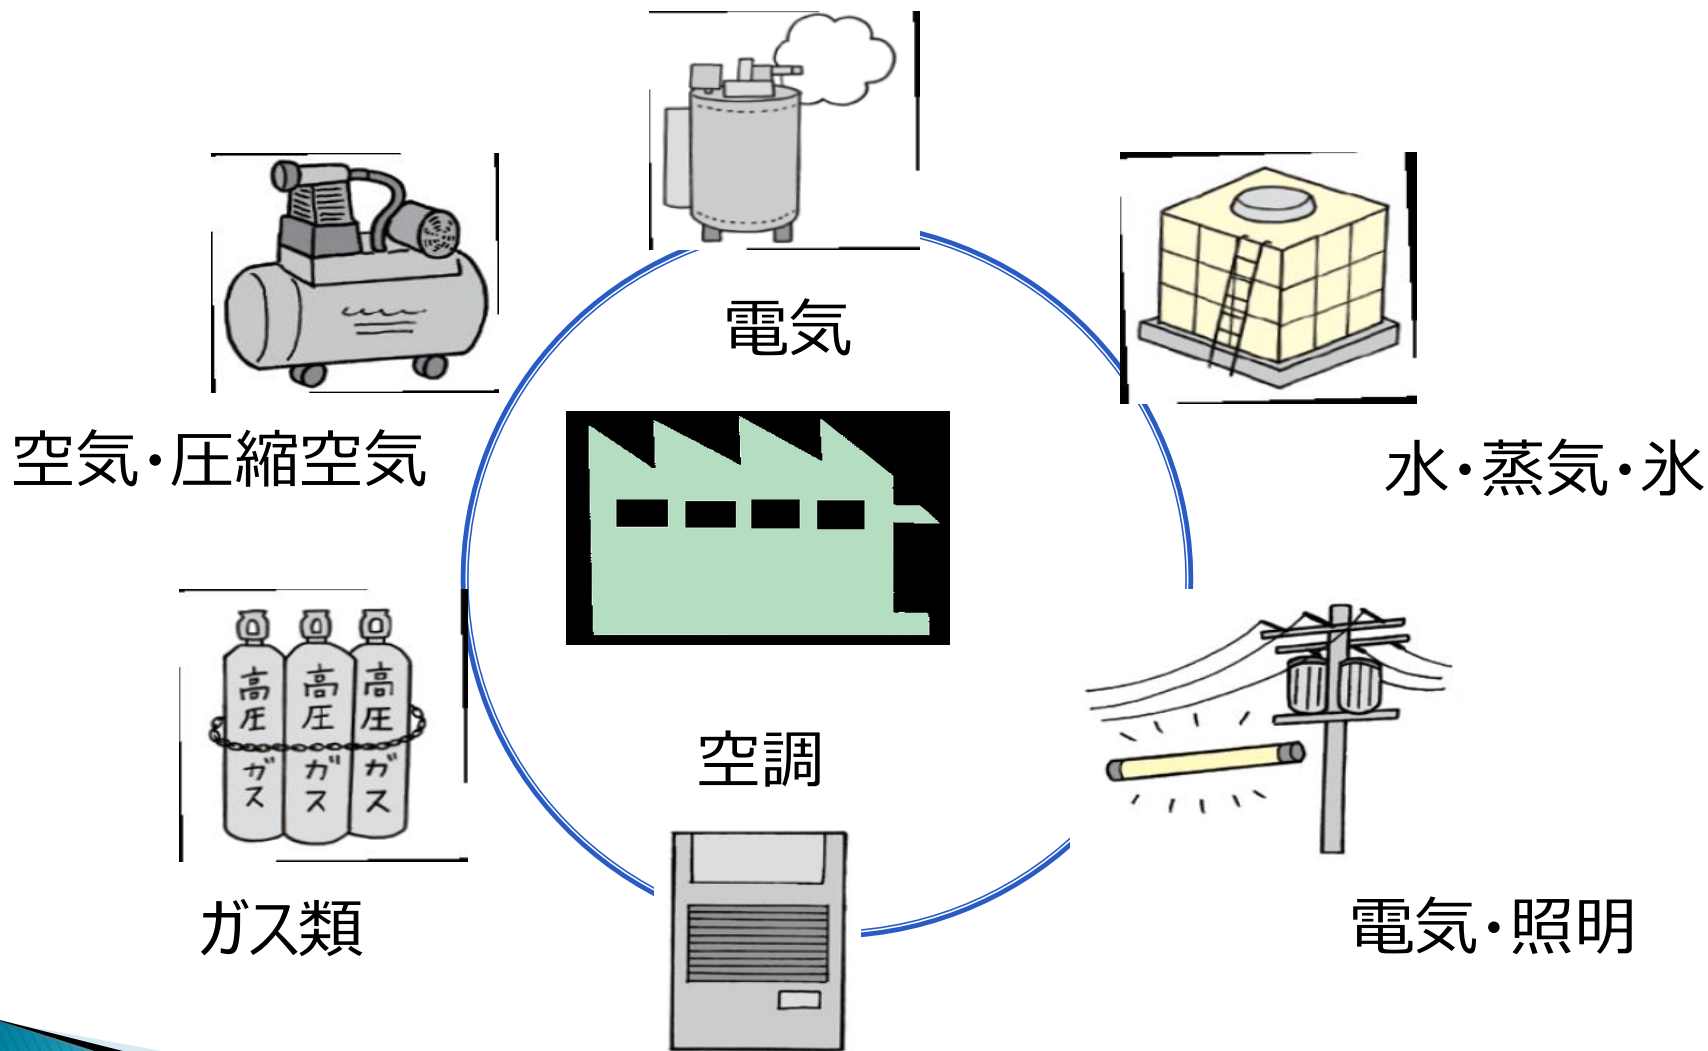 電気
空気・圧縮空気
水・蒸気・氷
高圧ガス
高圧ガス
高圧ガス
空調
ガス類
電気・照明